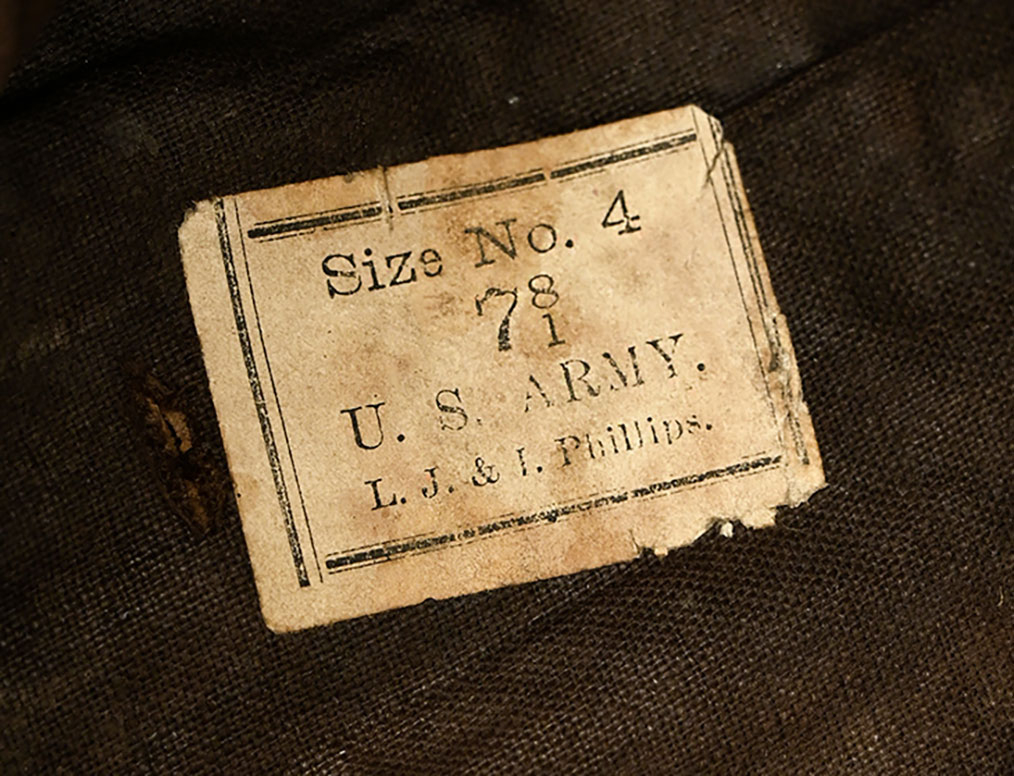 Size No. 4
7 8
1
U. S. ARMY.
L. J. & I. Phillips.